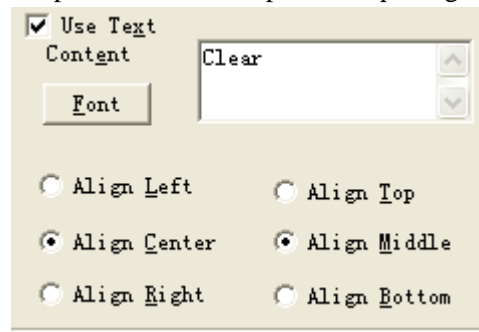 Use Text
Content
Clear
Font
Align Left
Align Top
Align Center
Align Middle
Align Right
Align Bottom